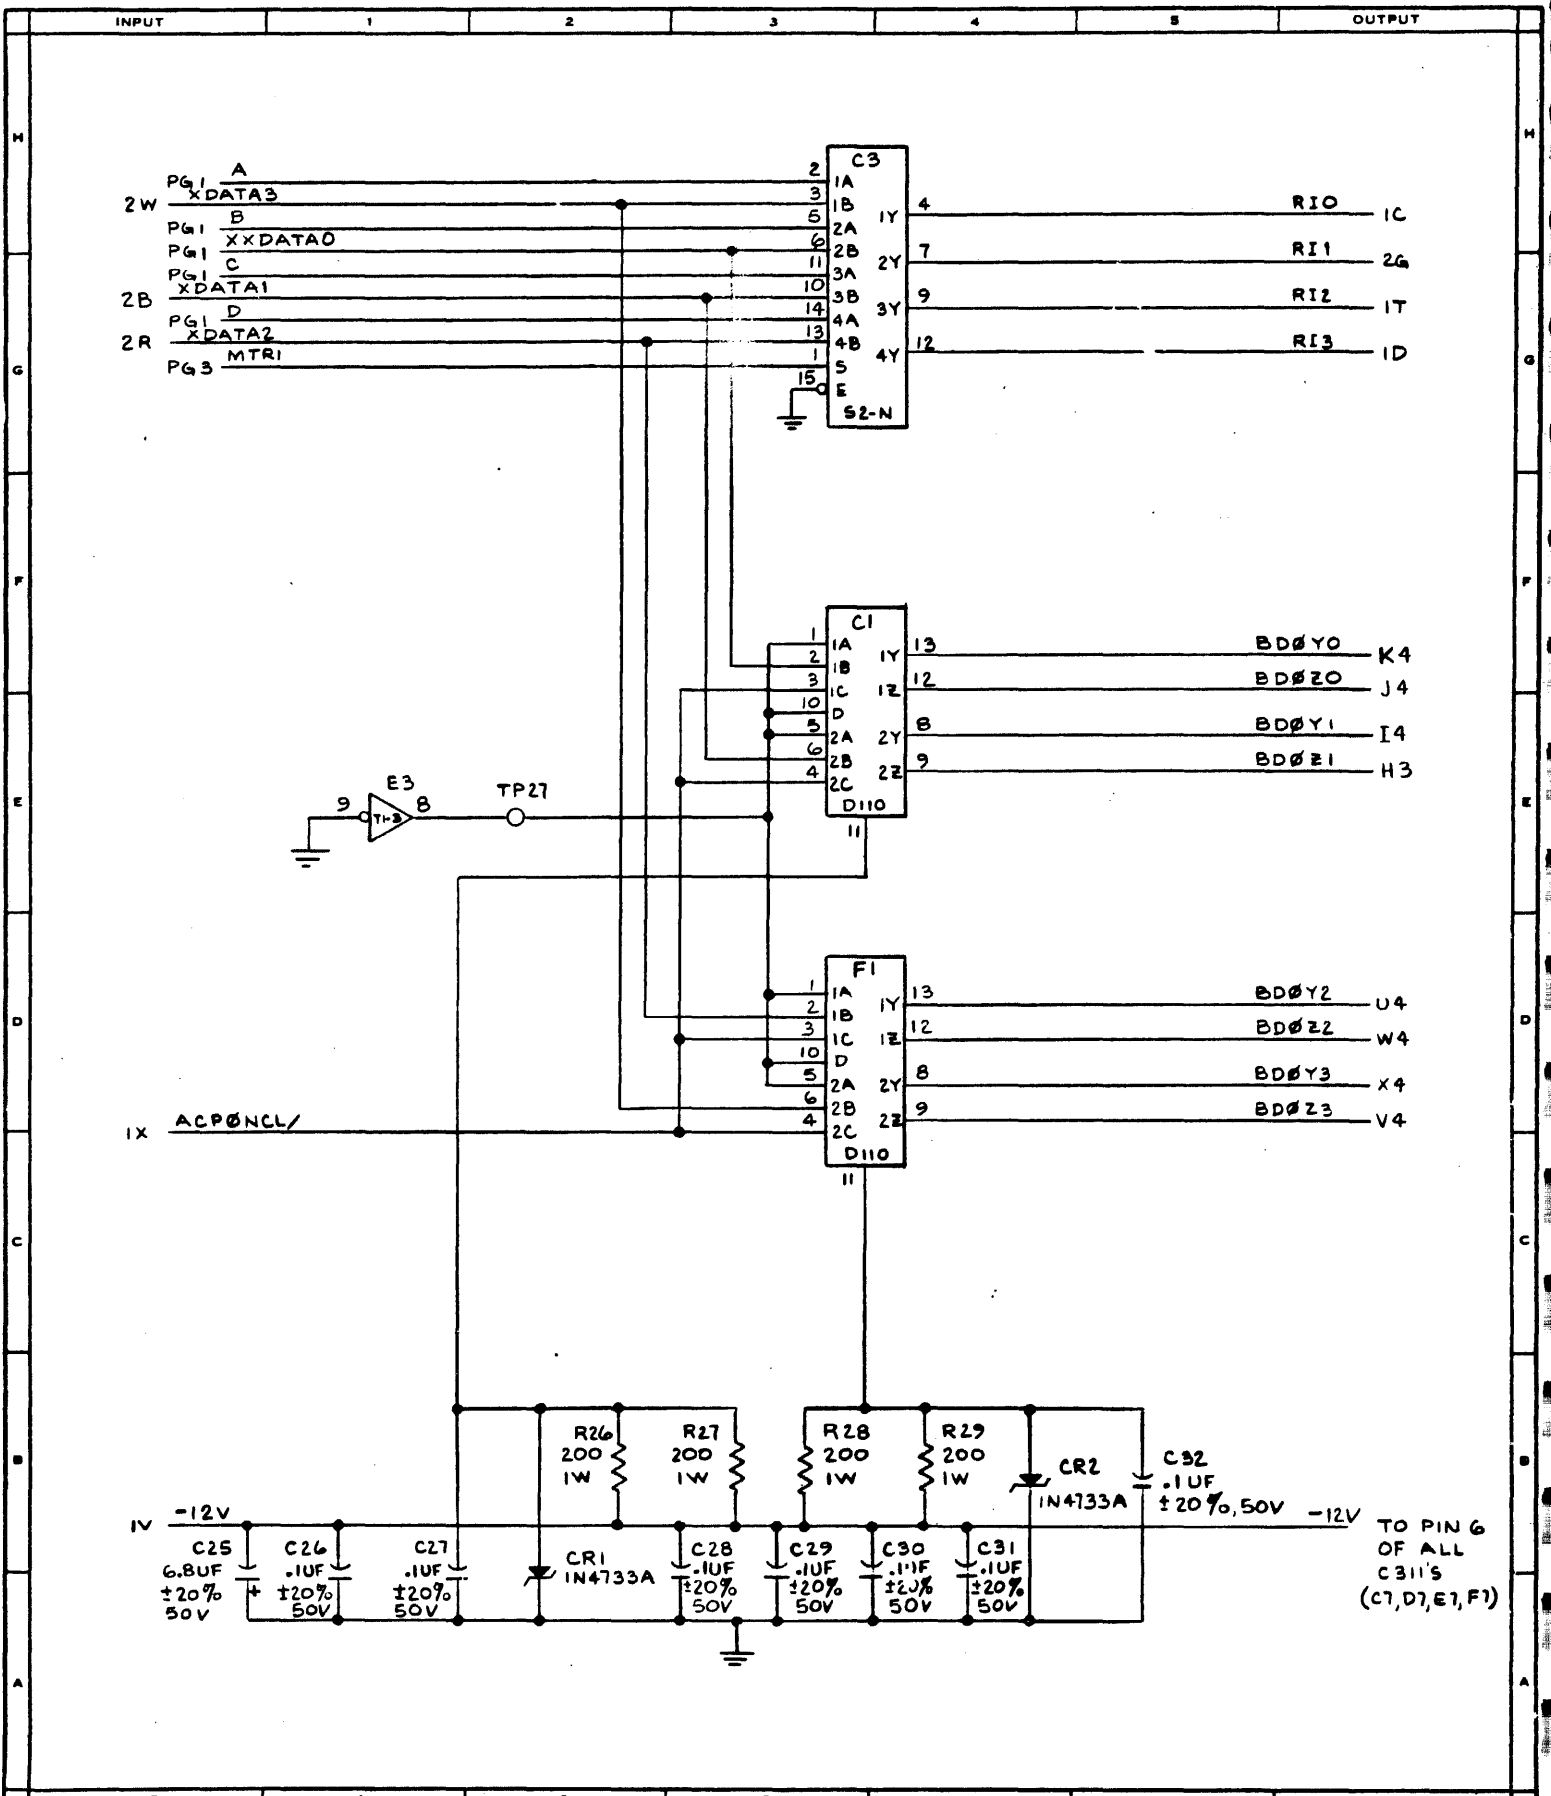 INPUT 1 2 3 4 5 OUTPUT
H H
C3
PG1 A 2 1A
2W XDATA3 3 1B
1Y 4 RI0 1C
PG1 B 5 2A
PG1 XXDATA0 6 2B
2Y 7 RI1 2G
PG1 C 11 3A
2B XDATA1 10 3B
3Y 9 RI2 1T
PG1 D 14 4A
2R XDATA2 13 4B
4Y 12 RI3 1D
PG3 MTR1 1 S
G G
15 E
S2-N
F F
C1
1 1A
1Y 13 BDØY0 K4
2 1B
3 1C
1Z 12 BDØZ0 J4
10 D
5 2A
2Y 8 BDØY1 I4
6 2B
2Z 9 BDØZ1 H3
4 2C
D110
11
E E
E3
9 T1-3 8
TP27
F1
1 1A
1Y 13 BDØY2 U4
2 1B
3 1C
1Z 12 BDØZ2 W4
10 D
5 2A
2Y 8 BDØY3 X4
6 2B
2Z 9 BDØZ3 V4
1X ACPØNCL/ 4 2C
D110
11
D D
C C
B B
R26
200
1W
R27
200
1W
R28
200
1W
R29
200
1W
CR2
1N4733A
C32
.1UF
±20%,50V
1V -12V
-12V
TO PIN 6
OF ALL
C311'S
(C7,D7,E7,F7)
C25
6.8UF
±20%
50V
+
C26
.1UF
±20%
50V
C27
.1UF
±20%
50V
CR1
1N4733A
C28
.1UF
±20%
50V
C29
.1UF
±20%
50V
C30
.1UF
±20%
50V
C31
.1UF
±20%
50V
A A